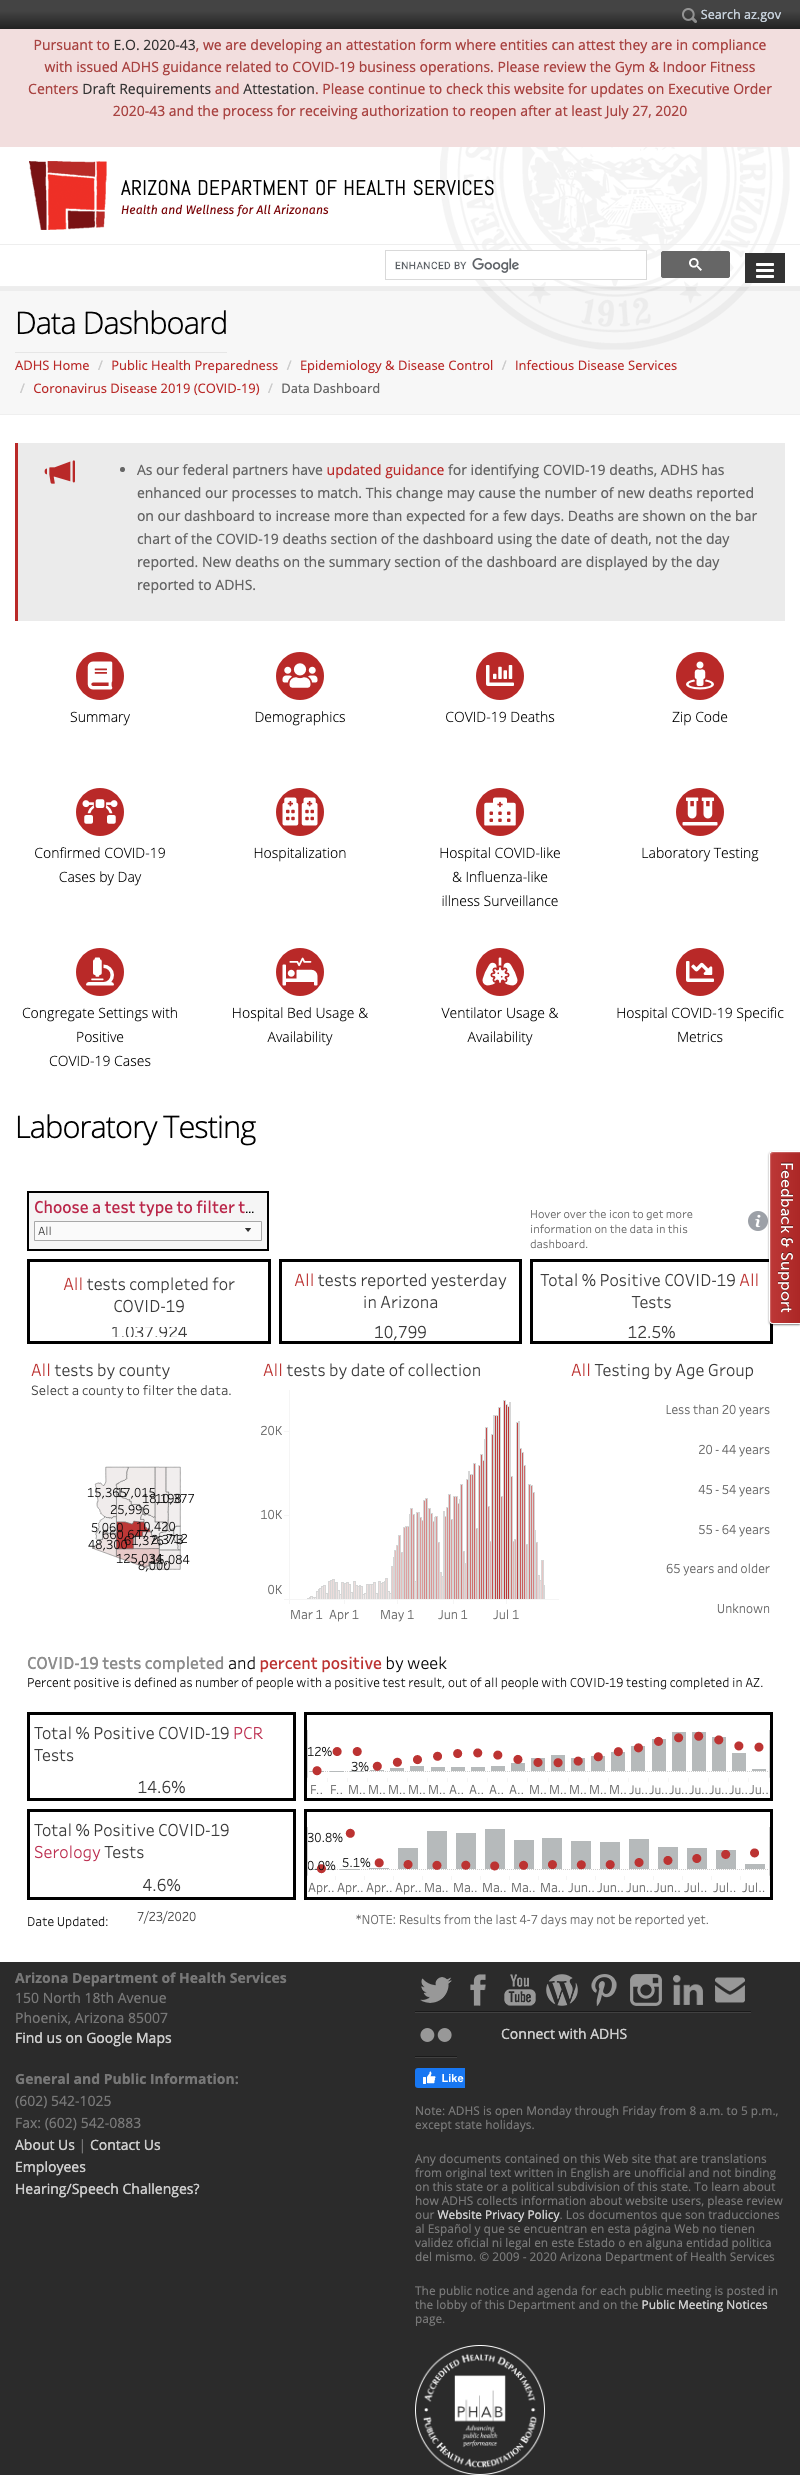 Search az.gov
Pursuant to E.O. 2020-43, we are developing an attestation form where entities can attest they are in compliance
with issued ADHS guidance related to COVID-19 business operations. Please review the Gym & Indoor Fitness
Centers Draft Requirements and Attestation. Please continue to check this website for updates on Executive Order
2020-43 and the process for receiving authorization to reopen after at least July 27, 2020
ARIZONA DEPARTMENT OF HEALTH SERVICES
Health and Wellness for All Arizonans
ENHANCED BY Google
1912
Data Dashboard
ADHS Home / Public Health Preparedness / Epidemiology & Disease Control / Infectious Disease Services
/ Coronavirus Disease 2019 (COVID-19) / Data Dashboard
• As our federal partners have updated guidance for identifying COVID-19 deaths, ADHS has
enhanced our processes to match. This change may cause the number of new deaths reported
on our dashboard to increase more than expected for a few days. Deaths are shown on the bar
chart of the COVID-19 deaths section of the dashboard using the date of death, not the day
reported. New deaths on the summary section of the dashboard are displayed by the day
reported to ADHS.
Summary
Demographics
COVID-19 Deaths
Zip Code
Confirmed COVID-19
Cases by Day
Hospitalization
Hospital COVID-like
& Influenza-like
illness Surveillance
Laboratory Testing
Congregate Settings with
Positive
COVID-19 Cases
Hospital Bed Usage &
Availability
Ventilator Usage &
Availability
Hospital COVID-19 Specific
Metrics
Laboratory Testing
Feedback & Support
Choose a test type to filter t...
All
Hover over the icon to get more
information on the data in this
dashboard.
All tests completed for
COVID-19
1,037,924
All tests reported yesterday
in Arizona
10,799
Total % Positive COVID-19 All
Tests
12.5%
All tests by county
Select a county to filter the data.
15,365
25,996
48,300
8,000
All tests by date of collection
20K
10K
0K
Mar 1 Apr 1 May 1 Jun 1 Jul 1
All Testing by Age Group
Less than 20 years
20 - 44 years
45 - 54 years
55 - 64 years
65 years and older
Unknown
COVID-19 tests completed and percent positive by week
Percent positive is defined as number of people with a positive test result, out of all people with COVID-19 testing completed in AZ.
Total % Positive COVID-19 PCR
Tests
14.6%
12%
3%
F.. F.. M.. M.. M.. M.. M.. A.. A.. A.. A.. M.. M.. M.. M.. M.. Ju.. Ju.. Ju.. Ju.. Ju.. Ju.. Ju..
Total % Positive COVID-19
Serology Tests
4.6%
30.8%
0.0%
5.1%
Apr.. Apr.. Apr.. Apr.. Ma.. Ma.. Ma.. Ma.. Ma.. Jun.. Jun.. Jun.. Jun.. Jul.. Jul.. Jul..
Date Updated: 7/23/2020
*NOTE: Results from the last 4-7 days may not be reported yet.
Arizona Department of Health Services
150 North 18th Avenue
Phoenix, Arizona 85007
Find us on Google Maps
General and Public Information:
(602) 542-1025
Fax: (602) 542-0883
About Us | Contact Us
Employees
Hearing/Speech Challenges?
You
Tube
Connect with ADHS
Like
Note: ADHS is open Monday through Friday from 8 a.m. to 5 p.m.,
except state holidays.
Any documents contained on this Web site that are translations
from original text written in English are unofficial and not binding
on this state or a political subdivision of this state. To learn about
how ADHS collects information about website users, please review
our Website Privacy Policy. Los documentos que son traducciones
al Español y que se encuentran en esta página Web no tienen
validez oficial ni legal en este Estado o en alguna entidad politica
del mismo. © 2009 - 2020 Arizona Department of Health Services
The public notice and agenda for each public meeting is posted in
the lobby of this Department and on the Public Meeting Notices
page.
ACCREDITED HEALTH DEPARTMENT
PHAB
Advancing
public health
performance
PUBLIC HEALTH ACCREDITATION BOARD